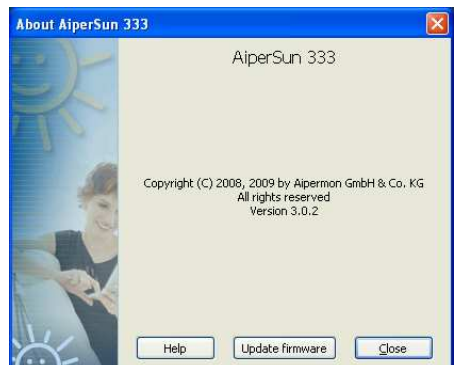 About AiperSun 333
AiperSun 333
Copyright (C) 2008, 2009 by Aipermon GmbH & Co. KG
All rights reserved
Version 3.0.2
Help
Update firmware
Close